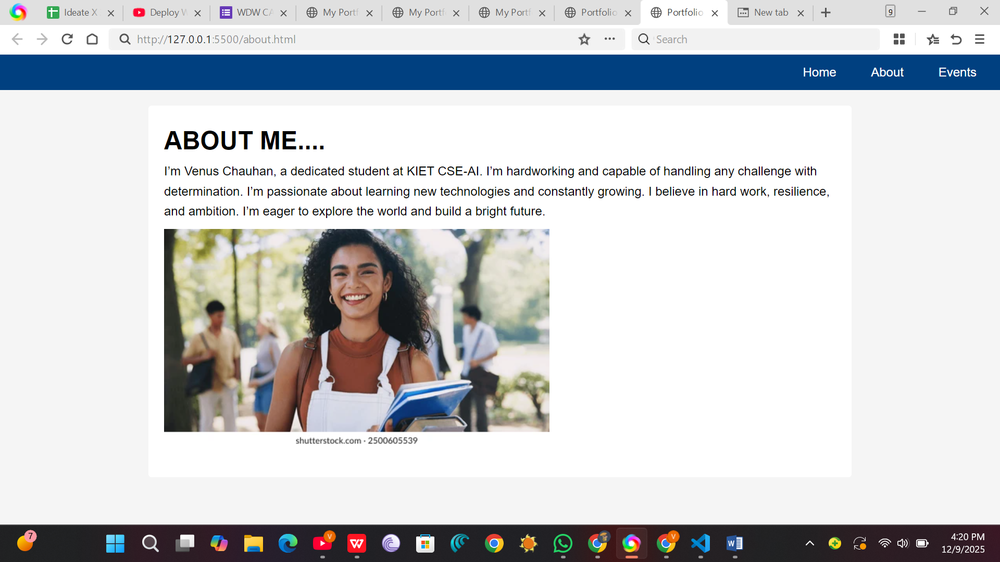 Ideate X
Deploy W
WDW CA
My Portf
My Portf
My Portf
Portfolio
Portfolio
New tab
9
http://127.0.0.1:5500/about.html
Search
Home
About
Events
ABOUT ME....
I’m Venus Chauhan, a dedicated student at KIET CSE-AI. I’m hardworking and capable of handling any challenge with
determination. I’m passionate about learning new technologies and constantly growing. I believe in hard work, resilience,
and ambition. I’m eager to explore the world and build a bright future.
shutterstock.com · 2500605539
7
V
V
4:20 PM
12/9/2025